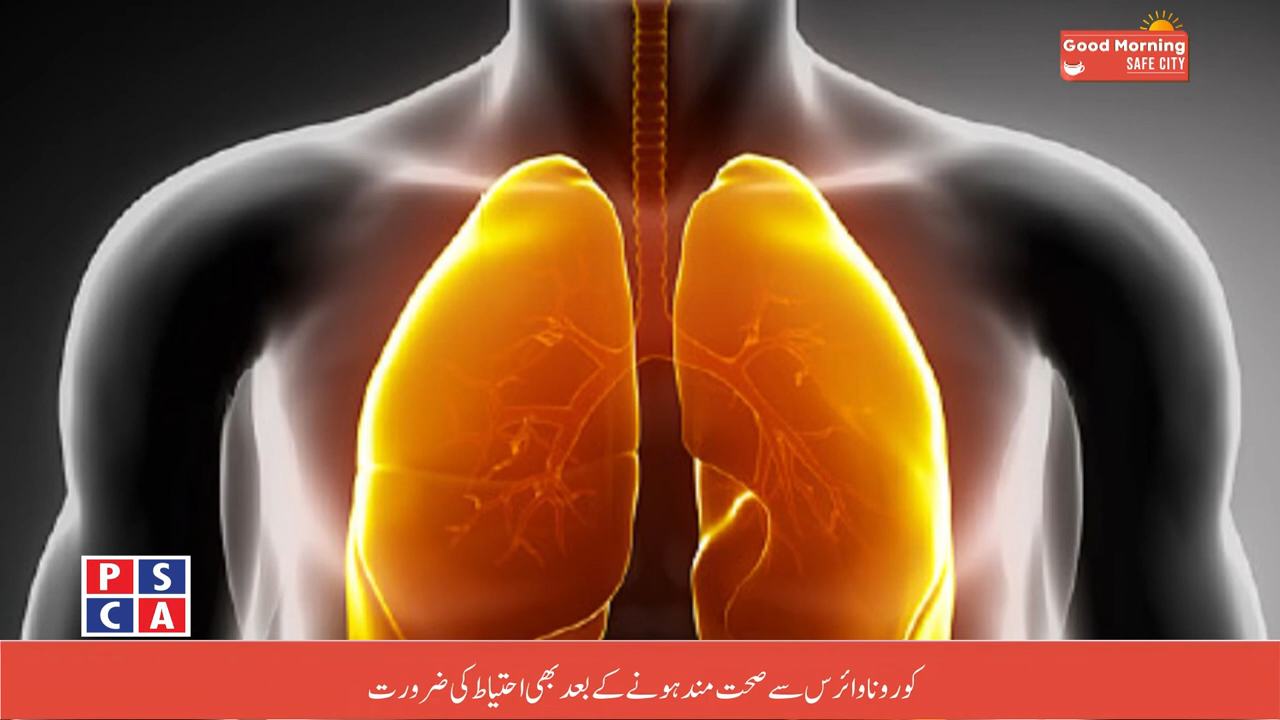 Good Morning
SAFE CITY
P S
C A
کورونا وائرس سے صحت مند ہونے کے بعد بھی احتیاط کی ضرورت